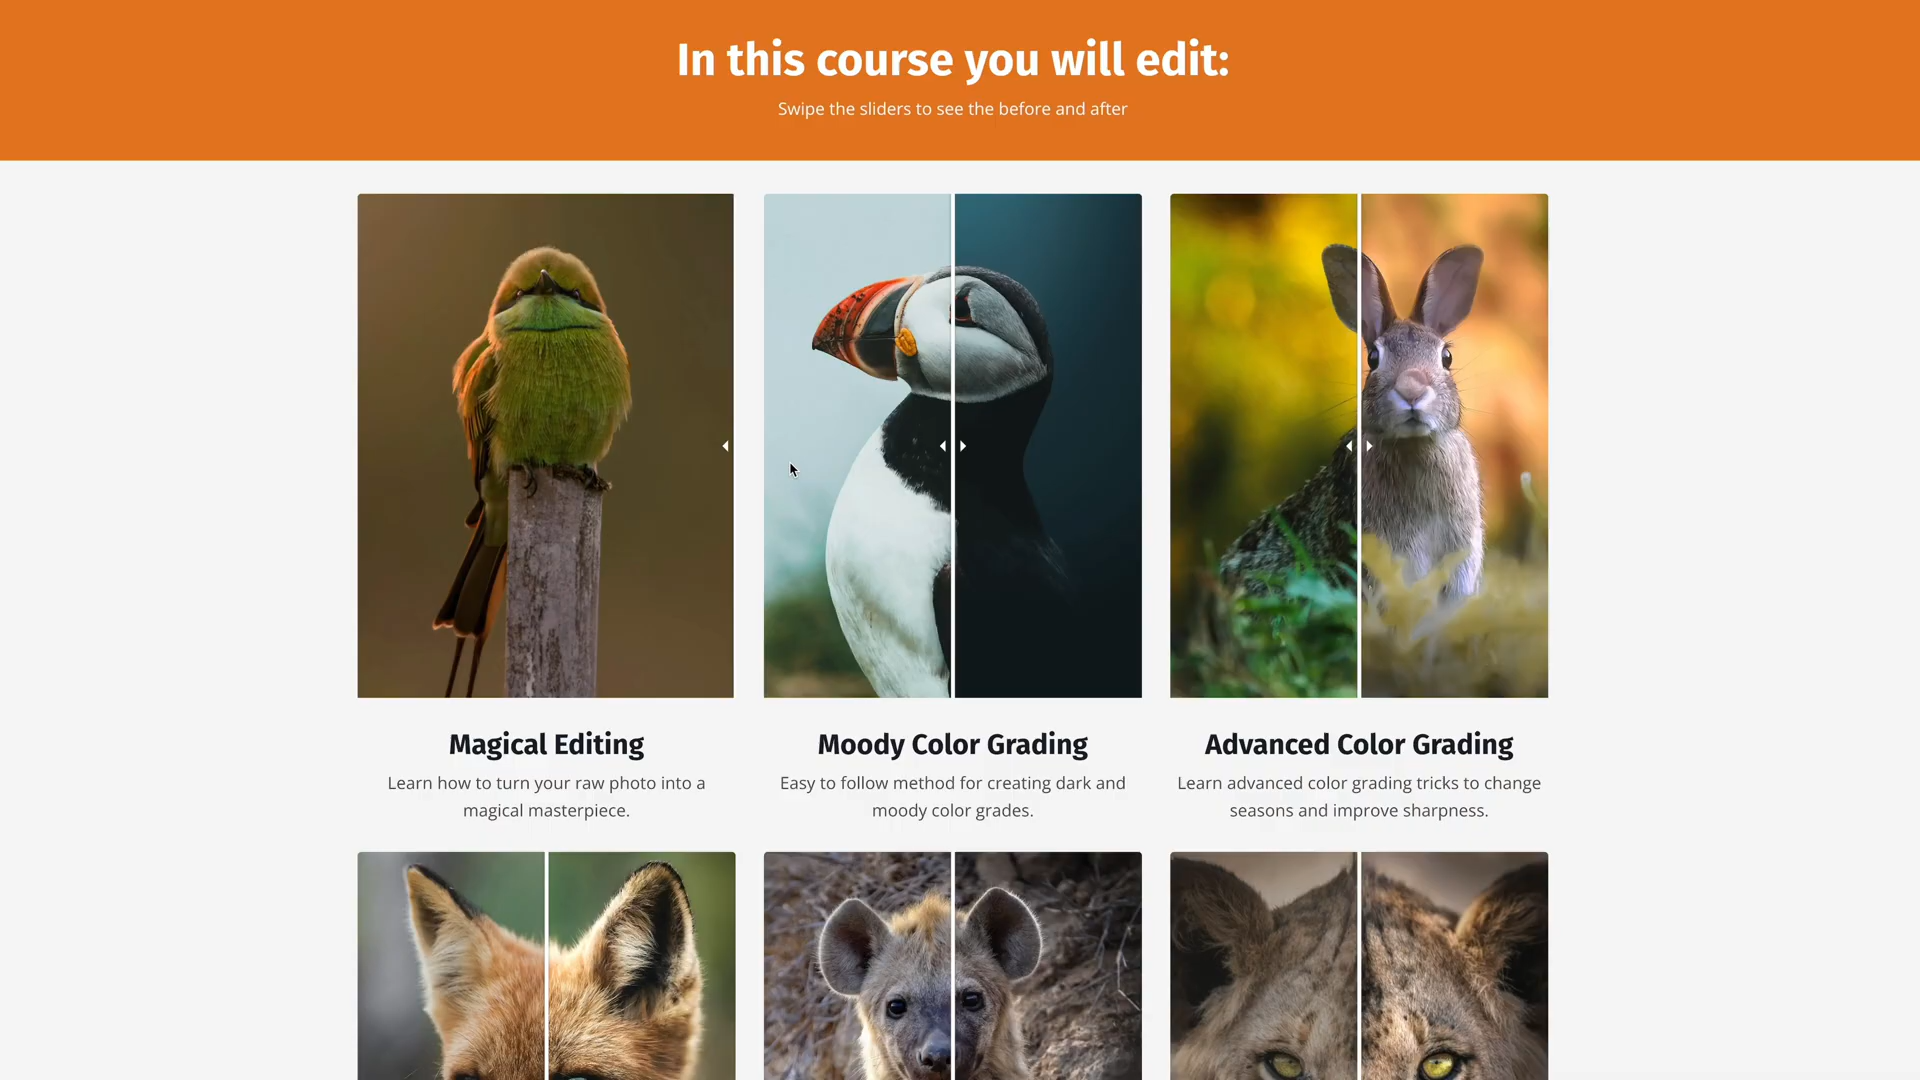 In this course you will edit:
Swipe the sliders to see the before and after
Magical Editing
Learn how to turn your raw photo into a
magical masterpiece.
Moody Color Grading
Easy to follow method for creating dark and
moody color grades.
Advanced Color Grading
Learn advanced color grading tricks to change
seasons and improve sharpness.